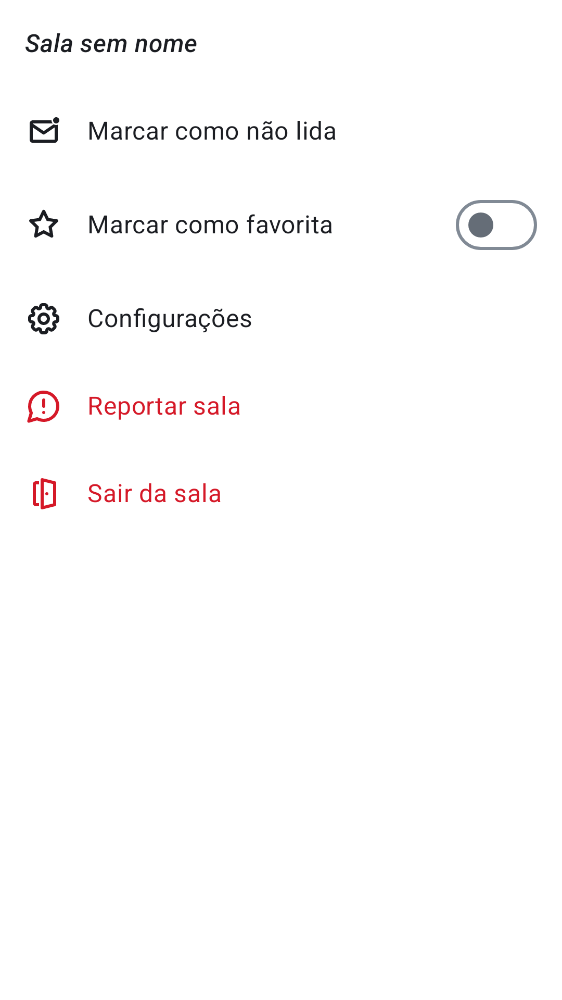 Sala sem nome
Marcar como não lida
Marcar como favorita
Configurações
Reportar sala
Sair da sala